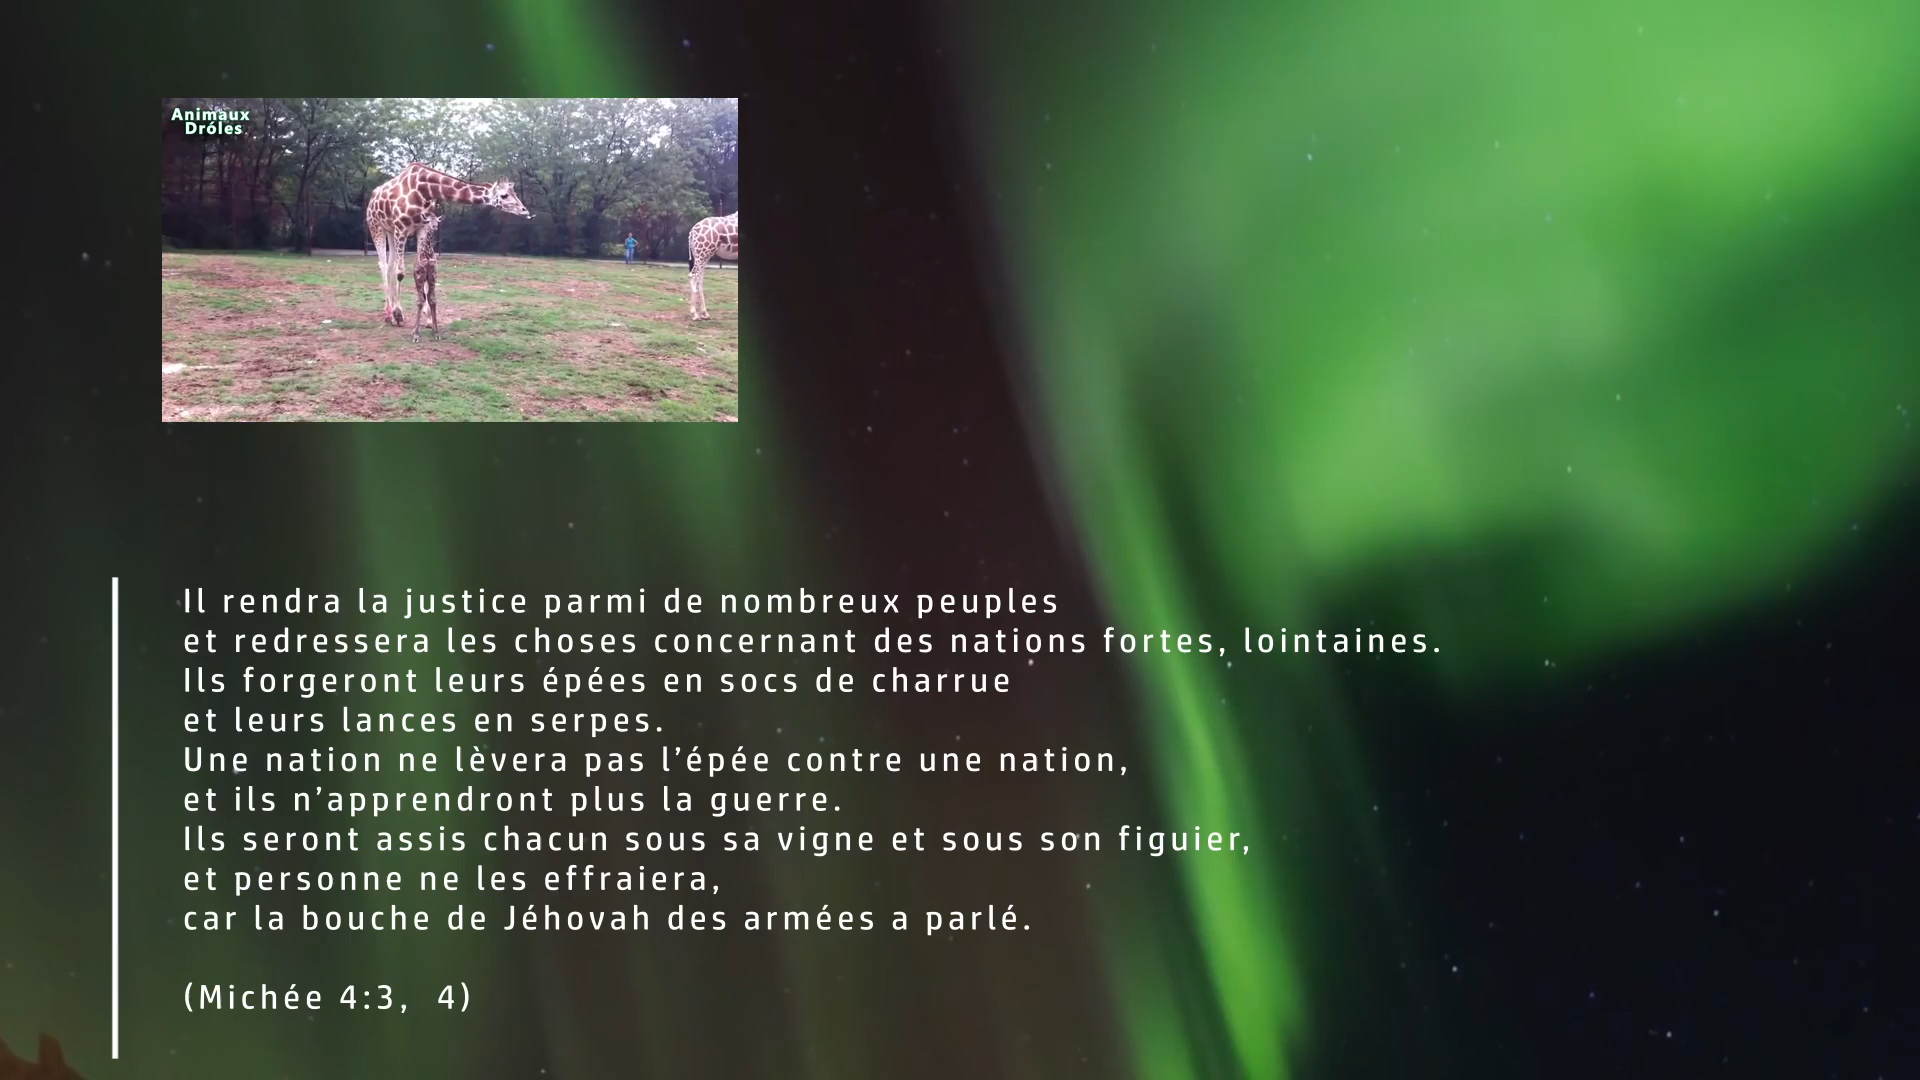 Animaux
Dróles
Il rendra la justice parmi de nombreux peuples
et redressera les choses concernant des nations fortes, lointaines.
Ils forgeront leurs épées en socs de charrue
et leurs lances en serpes.
Une nation ne lèvera pas l’épée contre une nation,
et ils n’apprendront plus la guerre.
Ils seront assis chacun sous sa vigne et sous son figuier,
et personne ne les effraiera,
car la bouche de Jéhovah des armées a parlé.
(Michée 4:3,  4)